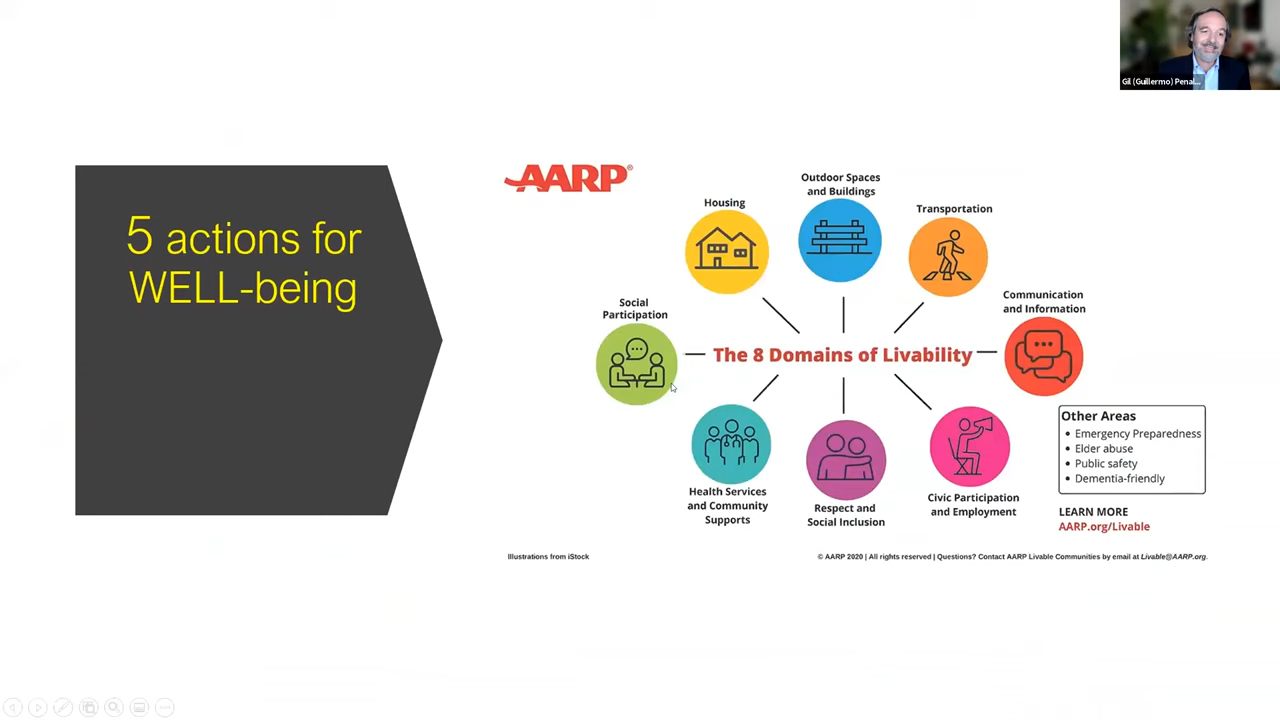 Gil (Guillermo) Penal...
5 actions for
WELL-being
AARP®
Housing
Outdoor Spaces
and Buildings
Transportation
Social
Participation
Communication
and Information
The 8 Domains of Livability
Health Services
and Community
Supports
Respect and
Social Inclusion
Civic Participation
and Employment
Other Areas
• Emergency Preparedness
• Elder abuse
• Public safety
• Dementia-friendly
LEARN MORE
AARP.org/Livable
Illustrations from iStock
© AARP 2020 | All rights reserved | Questions? Contact AARP Livable Communities by email at Livable@AARP.org.